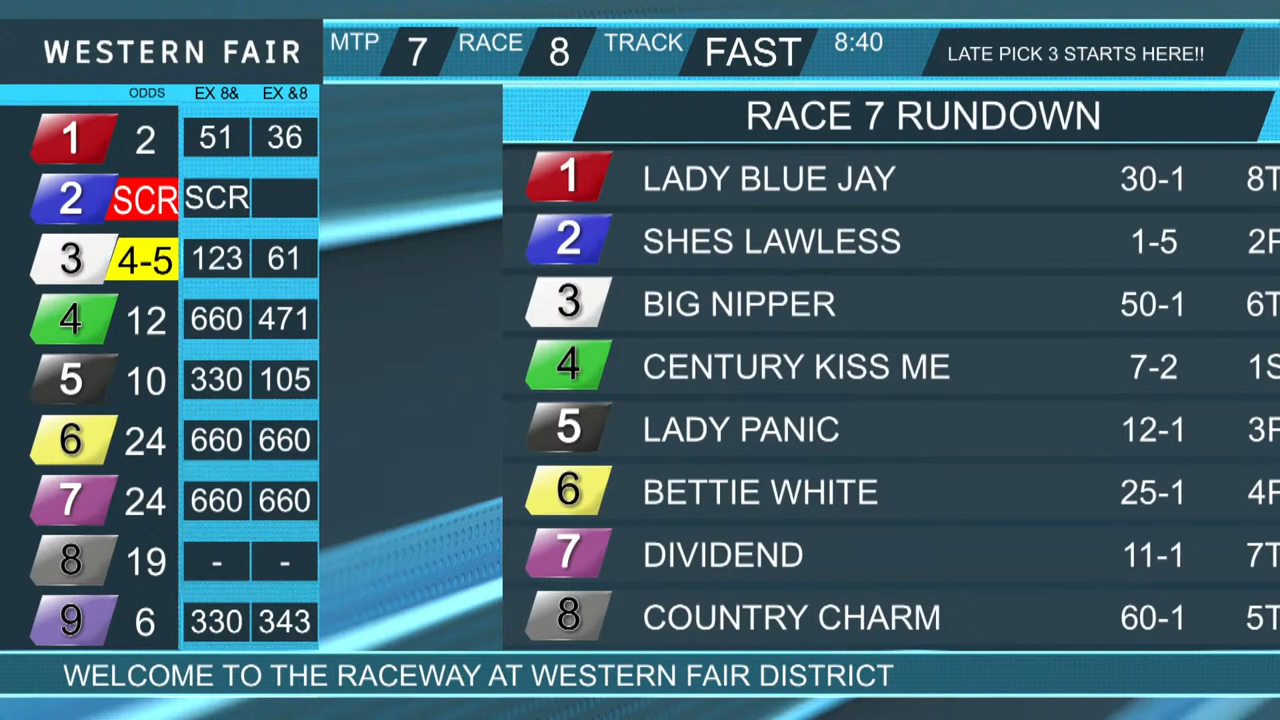 WESTERN FAIR
MTP 7 RACE 8 TRACK FAST 8:40 LATE PICK 3 STARTS HERE!!
ODDS EX 8& EX &8
1 2 51 36
2 SCR SCR
3 4-5 123 61
4 12 660 471
5 10 330 105
6 24 660 660
7 24 660 660
8 19 - -
9 6 330 343
RACE 7 RUNDOWN
1 LADY BLUE JAY 30-1 8T
2 SHES LAWLESS 1-5
3 BIG NIPPER 50-1 6T
4 CENTURY KISS ME 7-2
5 LADY PANIC 12-1
6 BETTIE WHITE 25-1
7 DIVIDEND 11-1 7T
8 COUNTRY CHARM 60-1 5T
WELCOME TO THE RACEWAY AT WESTERN FAIR DISTRICT